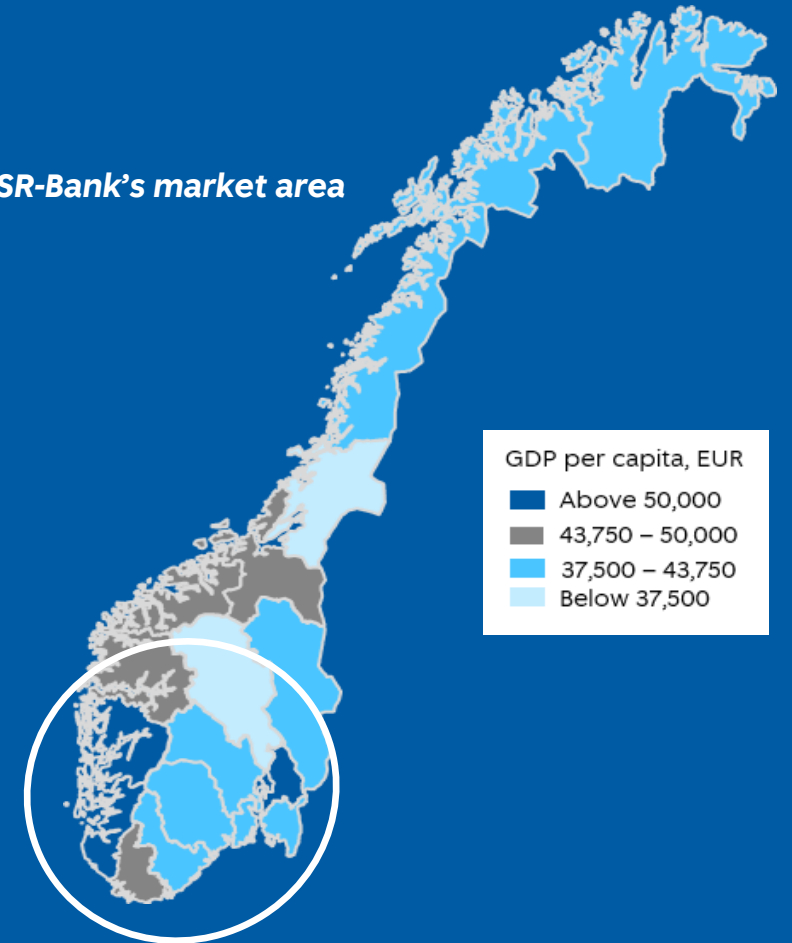 SR-Bank’s market area
GDP per capita, EUR
Above 50,000
43,750 – 50,000
37,500 – 43,750
Below 37,500